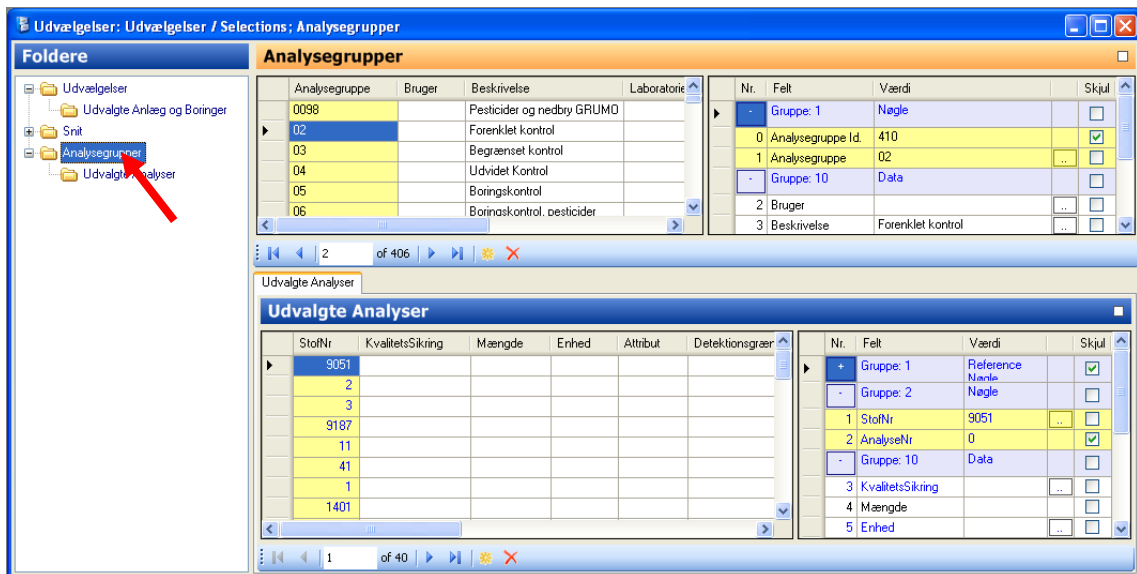 Udvælgelser: Udvælgelser / Selections; Analysegrupper
Foldere
Udvælgelser
Udvalgte Anlæg og Boringer
Snit
Analysegrupper
Udvalgte Analyser
Analysegrupper
Analysegruppe Bruger Beskrivelse Laboratorie
0098 Pesticider og nedbry GRUMO
02 Forenklet kontrol
03 Begrænset kontrol
04 Udvidet Kontrol
05 Boringskontrol
06 Boringskontrol, pesticider
2 of 406
Nr. Felt Værdi Skjul
- Gruppe: 1 Nøgle
0 Analysegruppe Id. 410
1 Analysegruppe 02 ..
- Gruppe: 10 Data
2 Bruger ..
3 Beskrivelse Forenklet kontrol ..
Udvalgte Analyser
Udvalgte Analyser
StofNr KvalitetsSikring Mængde Enhed Attribut Detektionsgræn
9051
2
3
9187
11
41
1
1401
1 of 40
Nr. Felt Værdi Skjul
+ Gruppe: 1 Reference
Nøgle
- Gruppe: 2 Nøgle
1 StofNr 9051 ..
2 AnalyseNr 0
- Gruppe: 10 Data
3 KvalitetsSikring ..
4 Mængde
5 Enhed ..